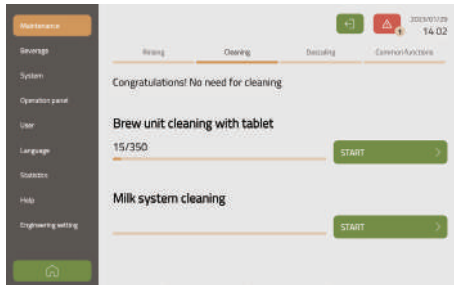 Maintenance
Beverage
System
Operation panel
User
Language
Statistics
Help
Engineering setting
2023/01/29
14 02
Rinsing
Cleaning
Descaling
Common functions
Congratulations! No need for cleaning
Brew unit cleaning with tablet
15/350
START
Milk system cleaning
START